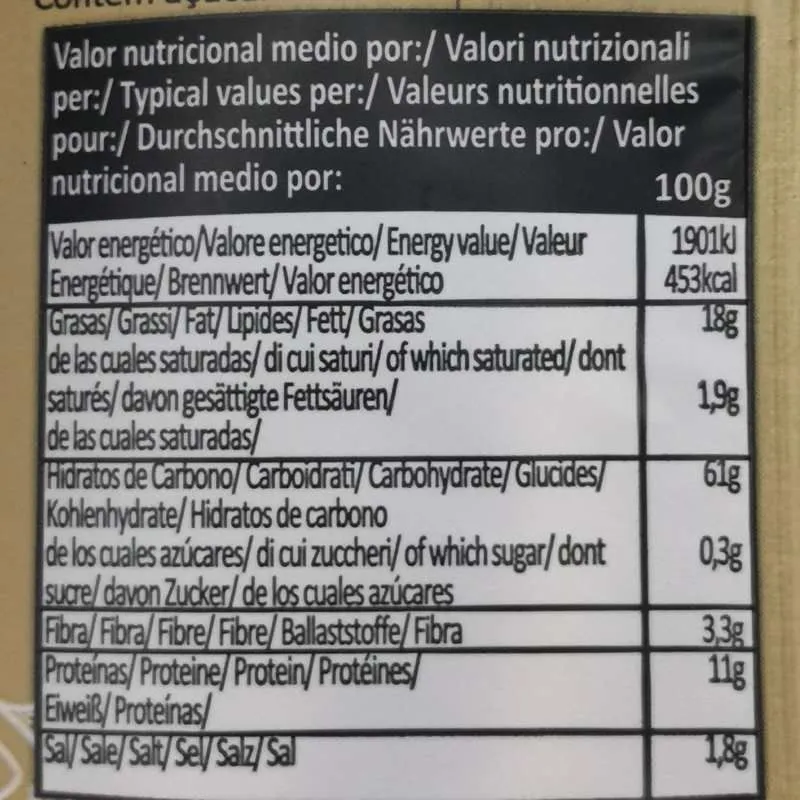 Valor nutricional medio por:/ Valori nutrizionali
per:/ Typical values per:/ Valeurs nutritionnelles
pour:/ Durchschnittliche Nährwerte pro:/ Valor
nutricional medio por: 100g
Valor energético/Valore energetico/ Energy value/ Valeur 1901kJ
Energétique/ Brennwert/ Valor energético 453kcal
Grasas/ Grassi/ Fat/ Lipides/ Fett/ Grasas 18g
de las cuales saturadas/ di cui saturi/ of which saturated/ dont
saturés/ davon gesättigte Fettsäuren/ 1,9g
de las cuales saturadas/
Hidratos de Carbono/ Carboidrati/ Carbohydrate/ Glucides/ 61g
Kohlenhydrate/ Hidratos de carbono
de los cuales azúcares/ di cui zuccheri/ of which sugar/ dont 0,3g
sucre/ davon Zucker/ de los cuales azúcares
Fibra/ Fibra/ Fibre/ Fibre/ Ballaststoffe/ Fibra 3,3g
Proteínas/ Proteine/ Protein/ Protéines/ 11g
Eiweiß/ Proteínas/
Sal/ Sale/ Salt/ Sel/ Salz/ Sal 1,8g